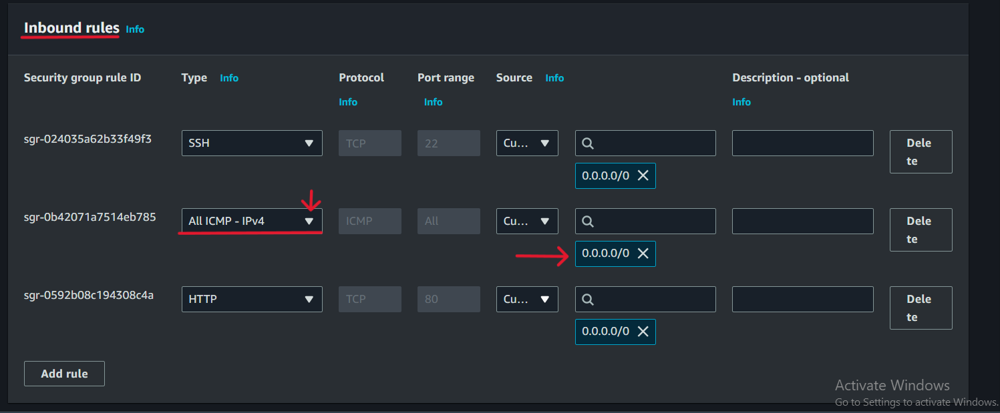 Inbound rules Info
Security group rule ID Type Info Protocol Port range Source Info Description - optional
Info Info Info
sgr-024035a62b33f49f3 SSH TCP 22 Cu... Dele
te
0.0.0.0/0
sgr-0b42071a7514eb785 All ICMP - IPv4 ICMP All Cu... Dele
te
0.0.0.0/0
sgr-0592b08c194308c4a HTTP TCP 80 Cu... Dele
te
0.0.0.0/0
Add rule
Activate Windows
Go to Settings to activate Windows.